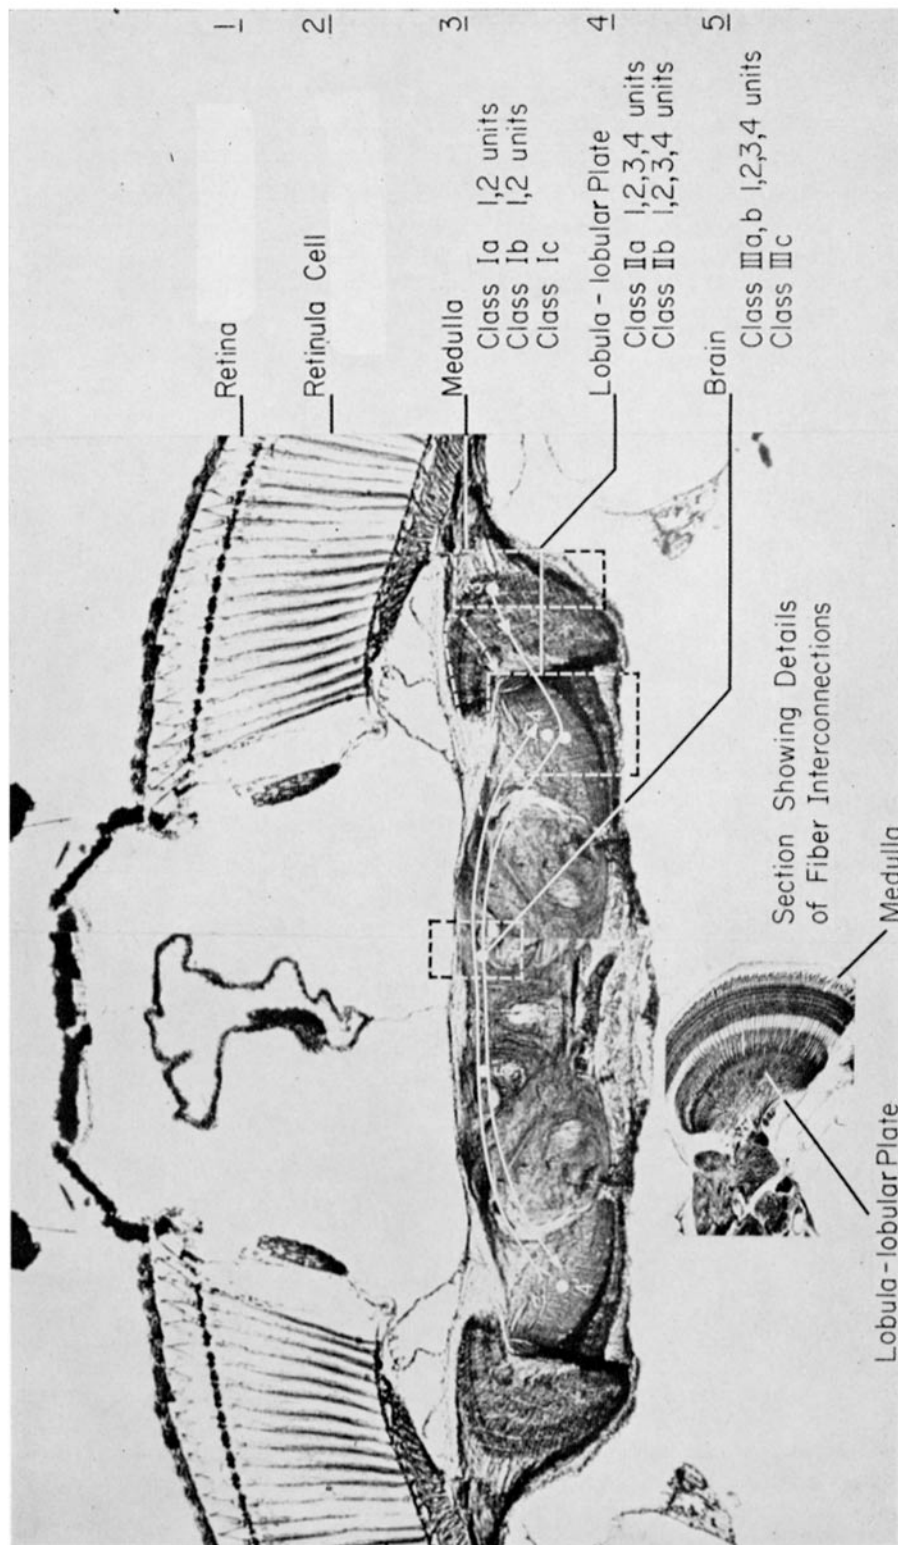 Retina 1
Retinula Cell 2
Medulla 3
Class Ia 1,2 units
Class Ib 1,2 units
Class Ic
Lobula-lobular Plate 4
Class IIa 1,2,3,4 units
Class IIb 1,2,3,4 units
Brain 5
Class IIIa,b 1,2,3,4 units
Class IIIc
Section Showing Details
of Fiber Interconnections
Medulla
Lobula-lobular Plate
A
A